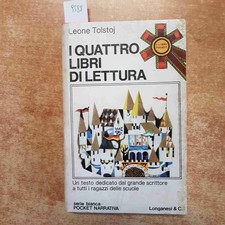 Leone Tolstoj
I QUATTRO
LIBRI
DI LETTURA
Un testo dedicato dal grande scrittore
a tutti i ragazzi delle scuole
serie bianca
POCKET NARRATIVA
Longanesi & C.